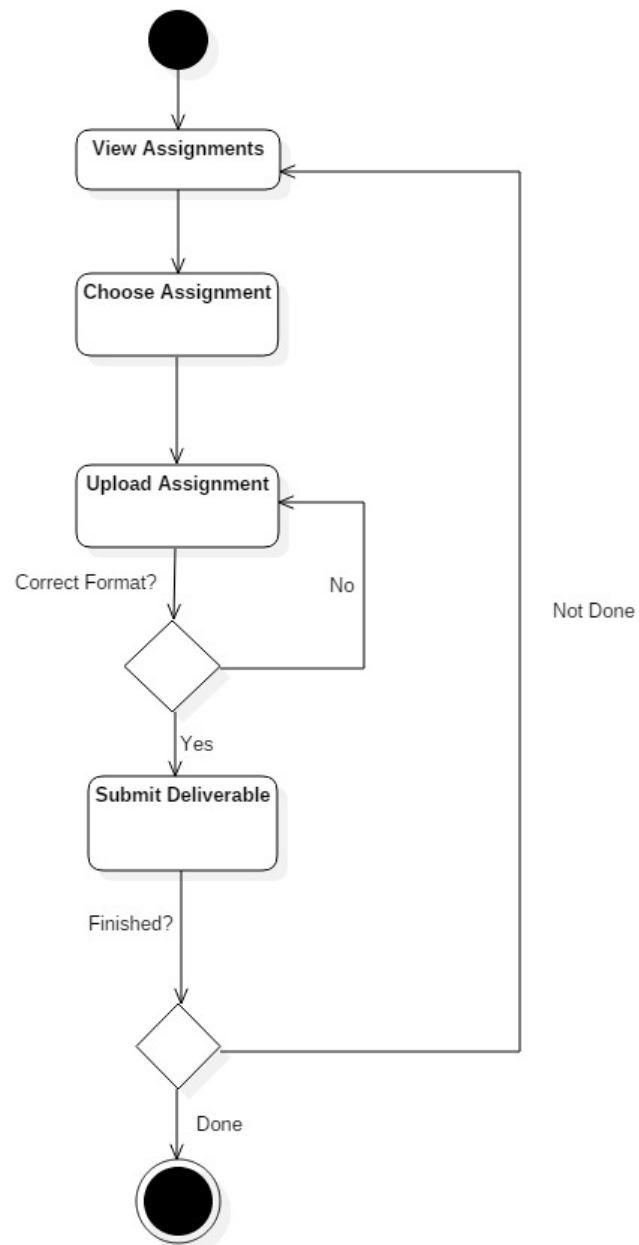 View Assignments
Choose Assignment
Upload Assignment
Correct Format?
No
Not Done
Yes
Submit Deliverable
Finished?
Done